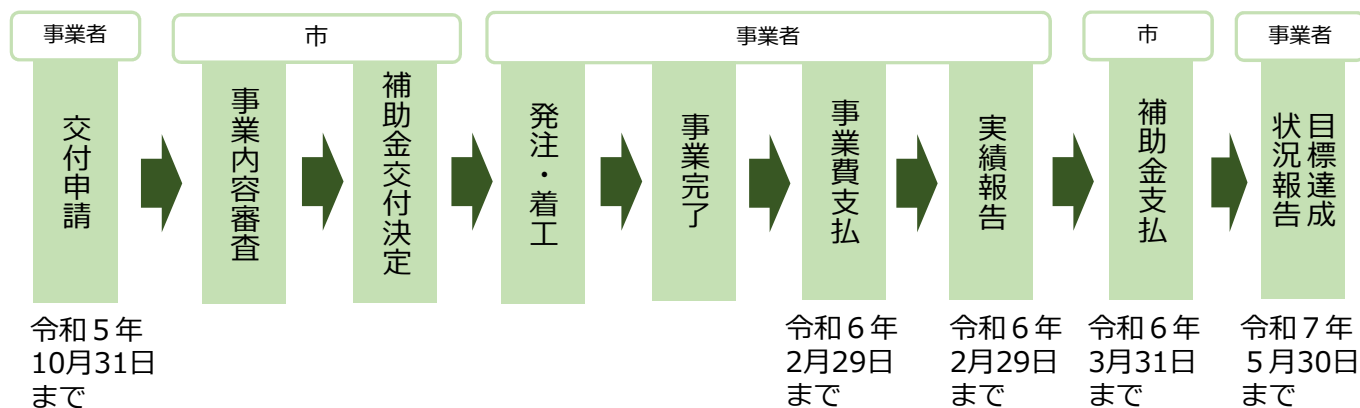 事業者
市
事業者
市
事業者
交付申請
事業内容審査
補助金交付決定
発注・着工
事業完了
事業費支払
実績報告
補助金支払
目標達成
状況報告
令和５年
10月31日
まで
令和６年
2月29日
まで
令和６年
2月29日
まで
令和６年
3月31日
まで
令和７年
５月30日
まで